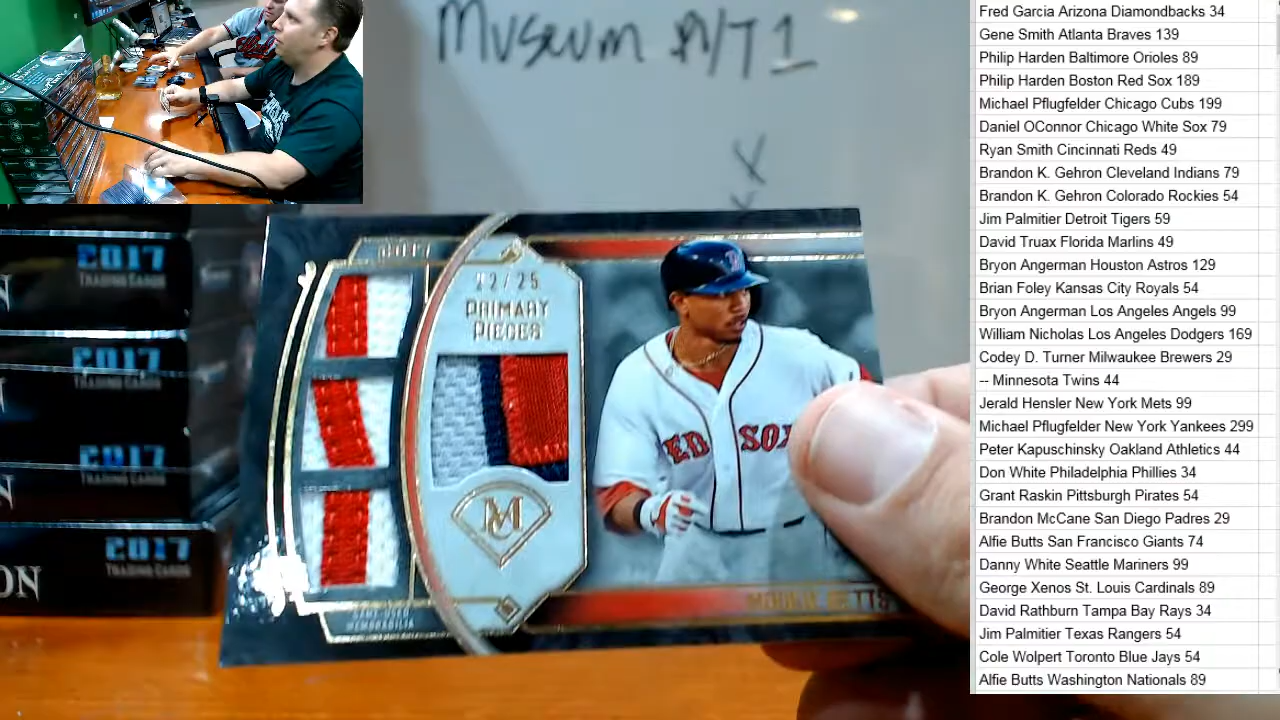 Museum A/T 1
X
X
2017
TRADING CARDS
2017
TRADING CARDS
2017
TRADING CARDS
2017
TRADING CARDS
ON
22/25
PRIMARY
PIECES
M
RED SOX
B
MOOKIE BETTS
GAME-USED
MEMORABILIA
Fred Garcia Arizona Diamondbacks 34
Gene Smith Atlanta Braves 139
Philip Harden Baltimore Orioles 89
Philip Harden Boston Red Sox 189
Michael Pflugfelder Chicago Cubs 199
Daniel OConnor Chicago White Sox 79
Ryan Smith Cincinnati Reds 49
Brandon K. Gehron Cleveland Indians 79
Brandon K. Gehron Colorado Rockies 54
Jim Palmitier Detroit Tigers 59
David Truax Florida Marlins 49
Bryon Angerman Houston Astros 129
Brian Foley Kansas City Royals 54
Bryon Angerman Los Angeles Angels 99
William Nicholas Los Angeles Dodgers 169
Codey D. Turner Milwaukee Brewers 29
-- Minnesota Twins 44
Jerald Hensler New York Mets 99
Michael Pflugfelder New York Yankees 299
Peter Kapuschinsky Oakland Athletics 44
Don White Philadelphia Phillies 34
Grant Raskin Pittsburgh Pirates 54
Brandon McCane San Diego Padres 29
Alfie Butts San Francisco Giants 74
Danny White Seattle Mariners 99
George Xenos St. Louis Cardinals 89
David Rathburn Tampa Bay Rays 34
Jim Palmitier Texas Rangers 54
Cole Wolpert Toronto Blue Jays 54
Alfie Butts Washington Nationals 89